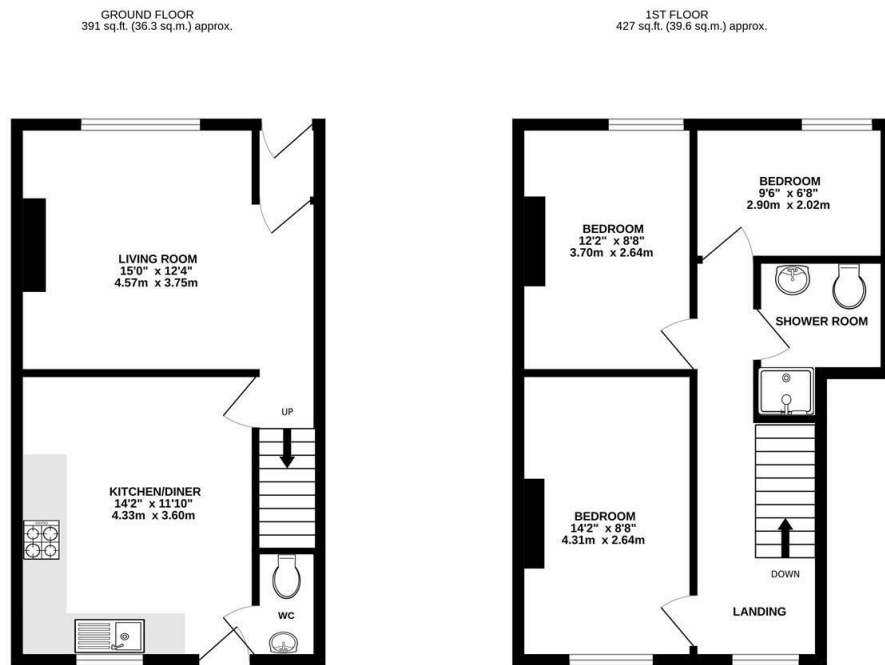 GROUND FLOOR
391 sq.ft. (36.3 sq.m.) approx.
1ST FLOOR
427 sq.ft. (39.6 sq.m.) approx.
LIVING ROOM
15'0" x 12'4"
4.57m x 3.75m
UP
KITCHEN/DINER
14'2" x 11'10"
4.33m x 3.60m
WC
BEDROOM
9'6" x 6'8"
2.90m x 2.02m
BEDROOM
12'2" x 8'8"
3.70m x 2.64m
SHOWER ROOM
BEDROOM
14'2" x 8'8"
4.31m x 2.64m
DOWN
LANDING